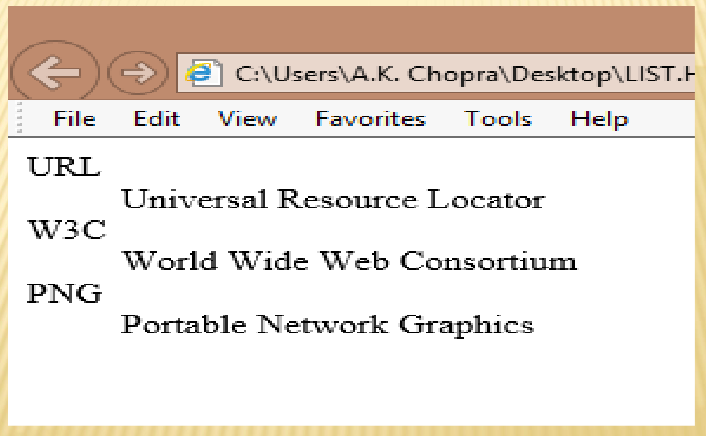 C:\Users\A.K. Chopra\Desktop\LIST.H
File Edit View Favorites Tools Help
URL
Universal Resource Locator
W3C
World Wide Web Consortium
PNG
Portable Network Graphics